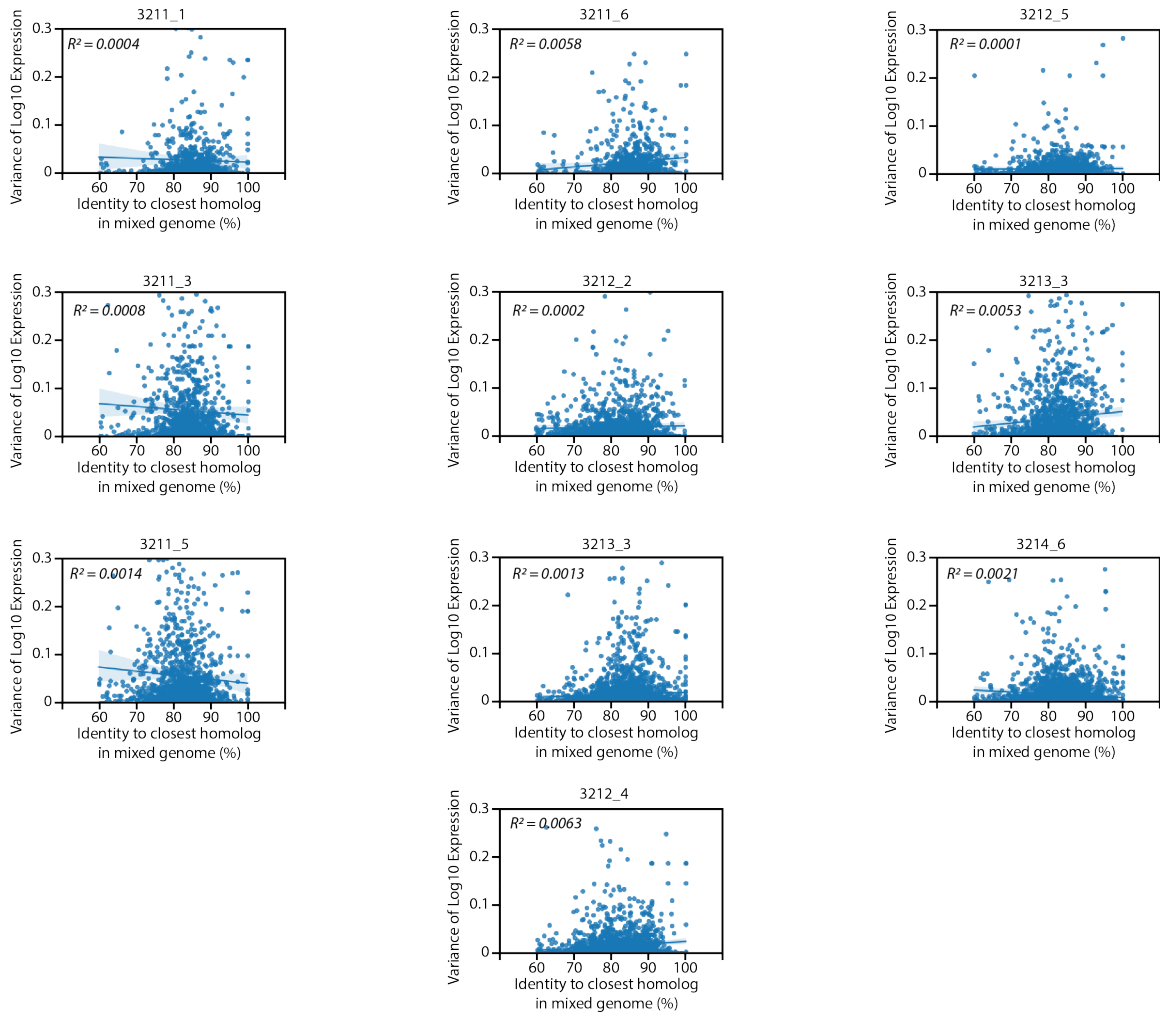 3211_1
Variance of Log10 Expression
0.3
0.2
0.1
0
R² = 0.0004
60 70 80 90 100
Identity to closest homolog
in mixed genome (%)
3211_6
Variance of Log10 Expression
0.3
0.2
0.1
0
R² = 0.0058
60 70 80 90 100
Identity to closest homolog
in mixed genome (%)
3212_5
Variance of Log10 Expression
0.3
0.2
0.1
0
R² = 0.0001
60 70 80 90 100
Identity to closest homolog
in mixed genome (%)
3211_3
Variance of Log10 Expression
0.3
0.2
0.1
0
R² = 0.0008
60 70 80 90 100
Identity to closest homolog
in mixed genome (%)
3212_2
Variance of Log10 Expression
0.3
0.2
0.1
0
R² = 0.0002
60 70 80 90 100
Identity to closest homolog
in mixed genome (%)
3213_3
Variance of Log10 Expression
0.3
0.2
0.1
0
R² = 0.0053
60 70 80 90 100
Identity to closest homolog
in mixed genome (%)
3211_5
Variance of Log10 Expression
0.3
0.2
0.1
0
R² = 0.0014
60 70 80 90 100
Identity to closest homolog
in mixed genome (%)
3213_3
Variance of Log10 Expression
0.3
0.2
0.1
0
R² = 0.0013
60 70 80 90 100
Identity to closest homolog
in mixed genome (%)
3214_6
Variance of Log10 Expression
0.3
0.2
0.1
0
R² = 0.0021
60 70 80 90 100
Identity to closest homolog
in mixed genome (%)
3212_4
Variance of Log10 Expression
0.3
0.2
0.1
0
R² = 0.0063
60 70 80 90 100
Identity to closest homolog
in mixed genome (%)